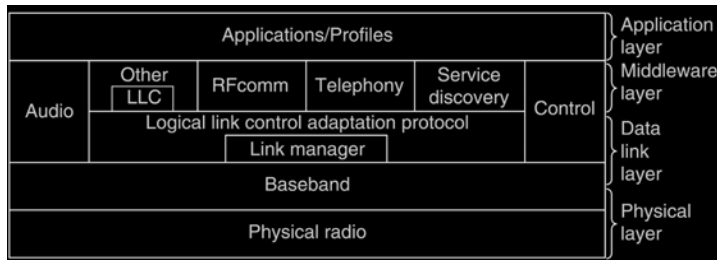 Applications/Profiles
Application
layer
Audio
Other
LLC
RFcomm
Telephony
Service
discovery
Control
Middleware
layer
Logical link control adaptation protocol
Link manager
Data
link
layer
Baseband
Physical radio
Physical
layer